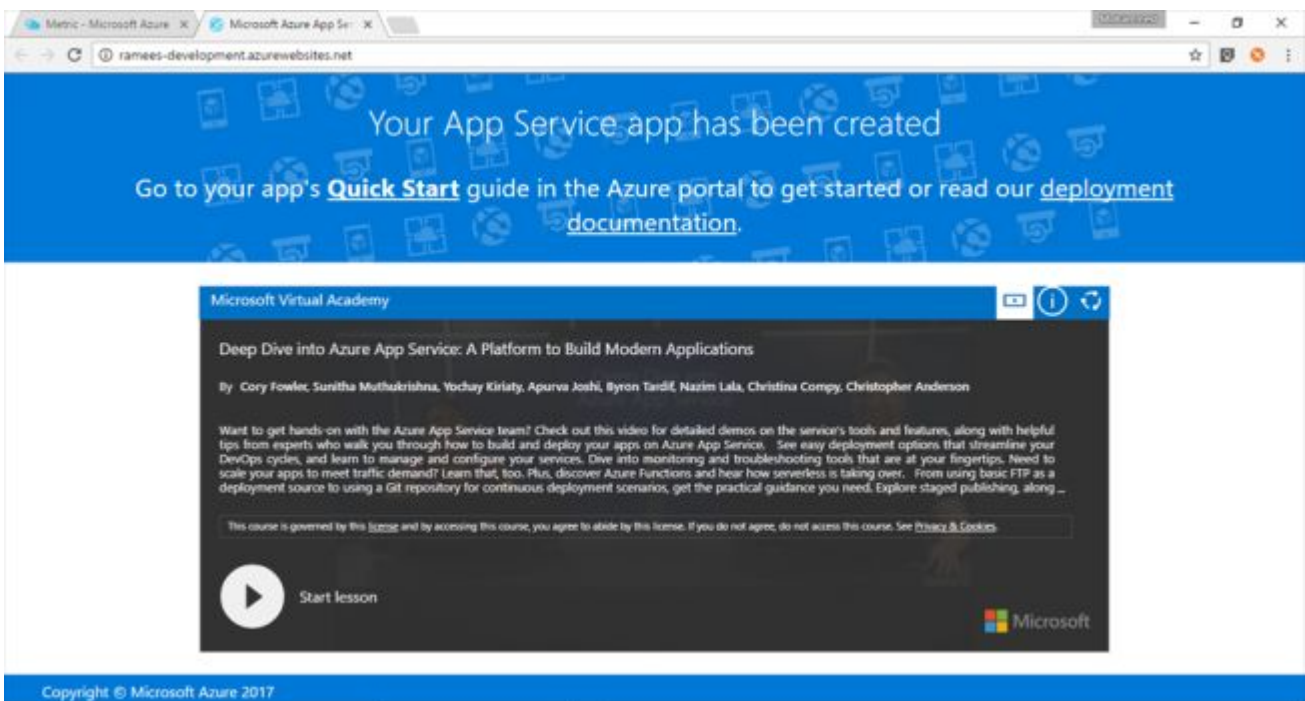 Metric - Microsoft Azure
Microsoft Azure App Ser
ramees-development.azurewebsites.net
Your App Service app has been created
Go to your app's Quick Start guide in the Azure portal to get started or read our deployment
documentation.
Microsoft Virtual Academy
Deep Dive into Azure App Service: A Platform to Build Modern Applications
By Cory Fowler, Sunitha Muthukrishna, Yochay Kiriaty, Apurva Joshi, Byron Tardif, Nazim Lala, Christina Compy, Christopher Anderson
Want to get hands-on with the Azure App Service team? Check out this video for detailed demos on the service's tools and features, along with helpful
tips from experts who walk you through how to build and deploy your apps on Azure App Service. See easy deployment options that streamline your
DevOps cycles, and learn to manage and configure your services. Dive into monitoring and troubleshooting tools that are at your fingertips. Need to
scale your apps to meet traffic demand? Learn that, too. Plus, discover Azure Functions and hear how serverless is taking over. From using basic FTP as a
deployment source to using a Git repository for continuous deployment scenarios, get the practical guidance you need. Explore staged publishing, along ...
This course is governed by this license and by accessing this course, you agree to abide by this license. If you do not agree, do not access this course. See Privacy & Cookies.
Start lesson
Microsoft
Copyright © Microsoft Azure 2017